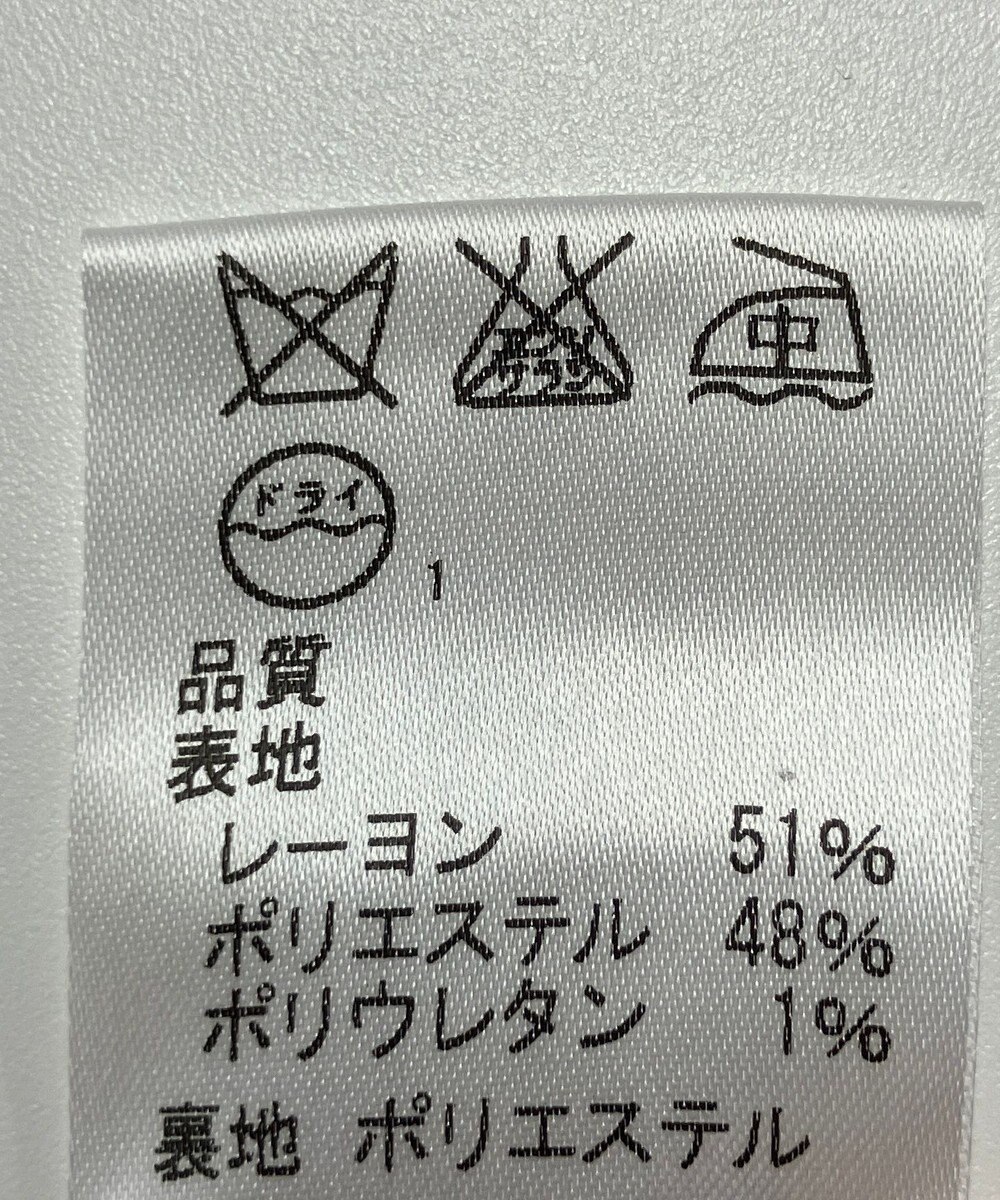 エンソ サラシ 中
ドライ
1
品質
表地
レーヨン 51%
ポリエステル 48%
ポリウレタン 1%
裏地 ポリエステル